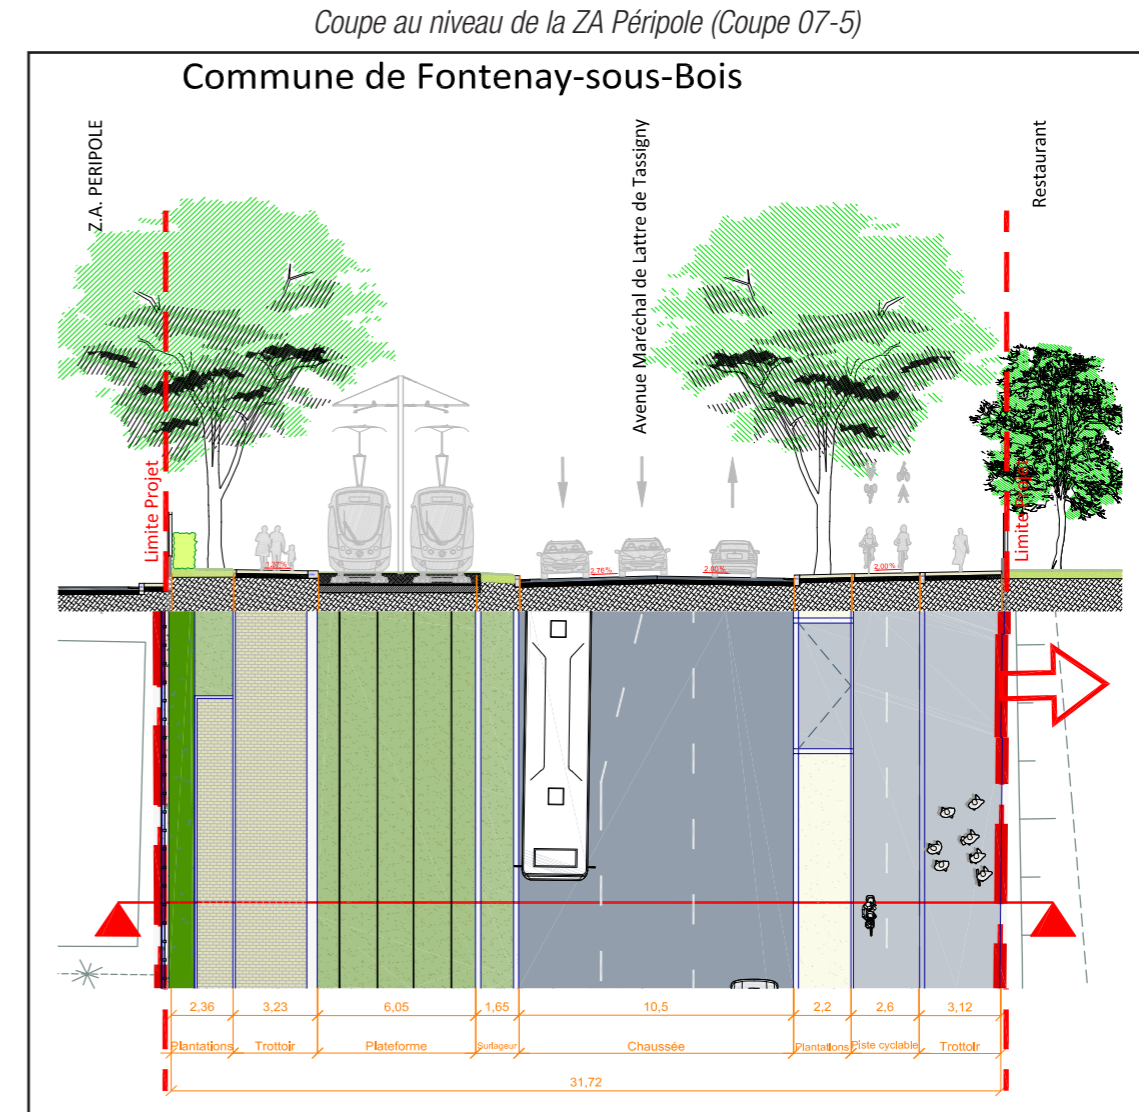 Coupe au niveau de la ZA Péripole (Coupe 07-5)
Commune de Fontenay-sous-Bois
Z.A. PERIPOLE
Avenue Maréchal de Lattre de Tassigny
Restaurant
Limite Projet
Limite Projet
2,76%
2,00%
2,00%
2,36 3,23 6,05 1,65 10,5 2,2 2,6 3,12
Plantations Trottoir Plateforme Surlageur Chaussée Plantations Piste cyclable Trottoir
31,72